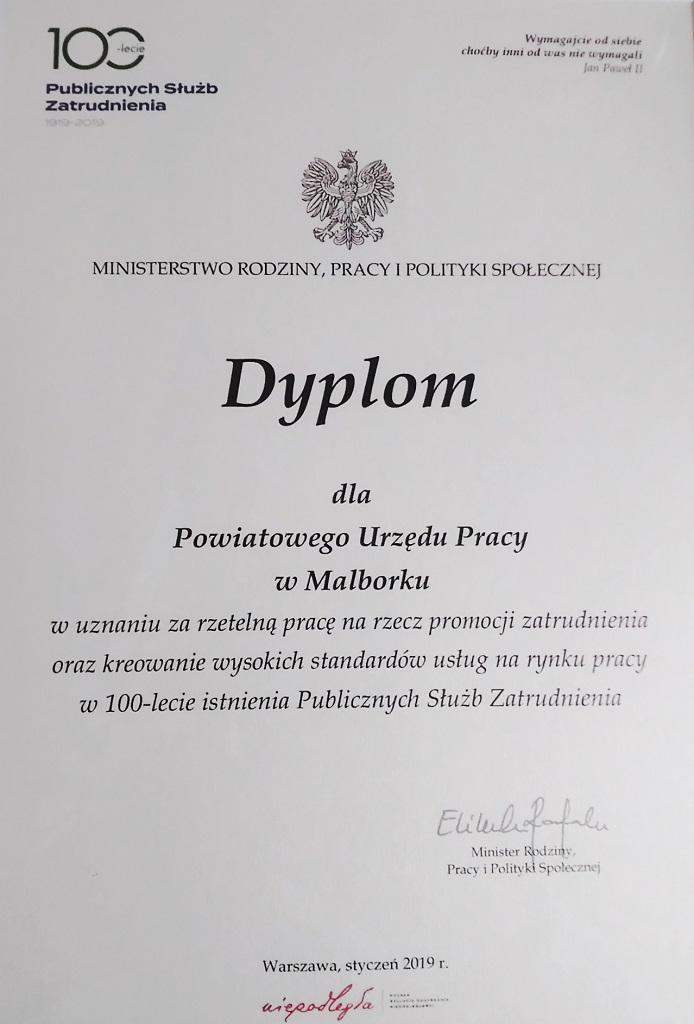 100-lecie
Publicznych Służb
Zatrudnienia
1919-2019
Wymagajcie od siebie
choćby inni od was nie wymagali
Jan Paweł II
MINISTERSTWO RODZINY, PRACY I POLITYKI SPOŁECZNEJ
Dyplom
dla
Powiatowego Urzędu Pracy
w Malborku
w uznaniu za rzetelną pracę na rzecz promocji zatrudnienia
oraz kreowanie wysokich standardów usług na rynku pracy
w 100-lecie istnienia Publicznych Służb Zatrudnienia
Minister Rodziny,
Pracy i Polityki Społecznej
Warszawa, styczeń 2019 r.
niepodległa